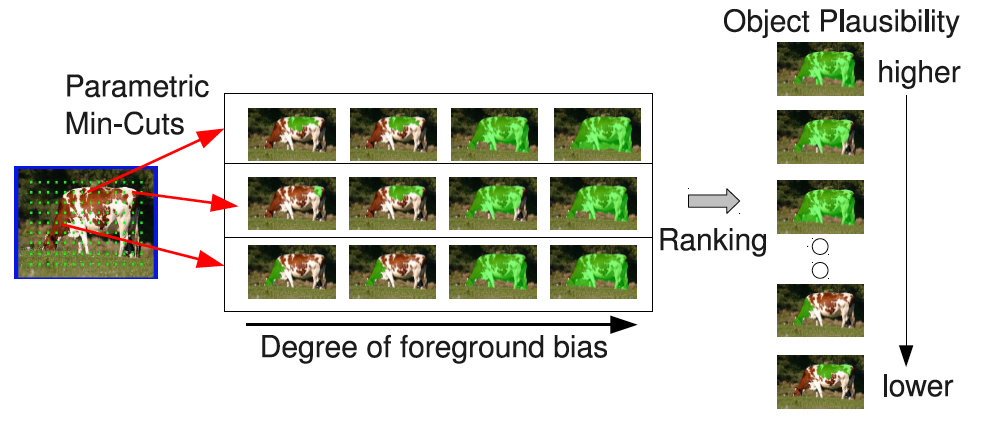 Object Plausibility
Parametric
Min-Cuts
higher
Ranking
Degree of foreground bias
lower